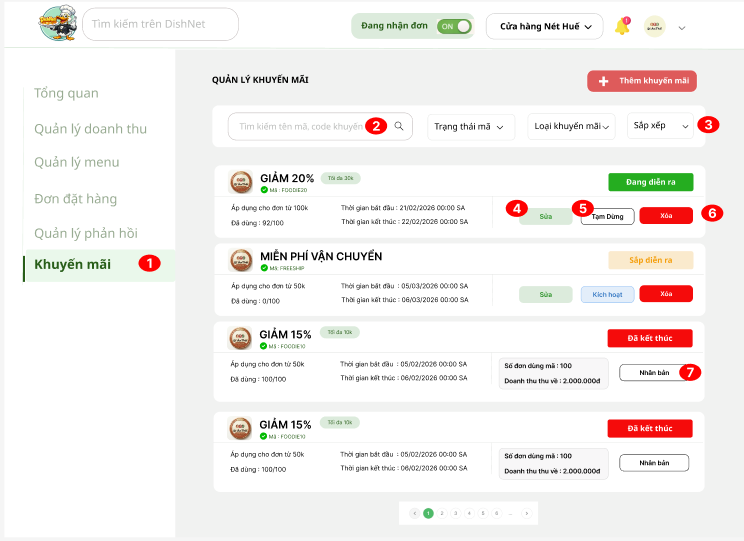 Tìm kiếm trên DishNet
Đang nhận đơn
ON
Cửa hàng Nét Huế
Tổng quan
Quản lý doanh thu
Quản lý menu
Đơn đặt hàng
Quản lý phản hồi
Khuyến mãi
1
QUẢN LÝ KHUYẾN MÃI
Thêm khuyến mãi
Tìm kiếm tên mã, code khuyến
2
Trạng thái mã
Loại khuyến mãi
Sắp xếp
3
GIẢM 20%
Tối đa 30k
Mã : FOODIE20
Đang diễn ra
Áp dụng cho đơn từ 100k
Thời gian bắt đầu : 21/02/2026 00:00 SA
Đã dùng : 92/100
Thời gian kết thúc : 22/02/2026 00:00 SA
4
Sửa
5
Tạm Dừng
Xóa
6
MIỄN PHÍ VẬN CHUYỂN
Mã: FREESHIP
Sắp diễn ra
Áp dụng cho đơn từ 50k
Thời gian bắt đầu : 05/03/2026 00:00 SA
Đã dùng : 0/100
Thời gian kết thúc : 06/03/2026 00:00 SA
Sửa
Kích hoạt
Xóa
GIẢM 15%
Tối đa 10k
Mã : FOODIE10
Đã kết thúc
Áp dụng cho đơn từ 50k
Thời gian bắt đầu : 05/02/2026 00:00 SA
Đã dùng : 100/100
Thời gian kết thúc : 06/02/2026 00:00 SA
Số đơn dùng mã : 100
Doanh thu thu về : 2.000.000đ
Nhân bản
7
GIẢM 15%
Tối đa 10k
Mã : FOODIE10
Đã kết thúc
Áp dụng cho đơn từ 50k
Thời gian bắt đầu : 05/02/2026 00:00 SA
Đã dùng : 100/100
Thời gian kết thúc : 06/02/2026 00:00 SA
Số đơn dùng mã : 100
Doanh thu thu về : 2.000.000đ
Nhân bản
‹ 1 2 3 4 5 6 ... ›